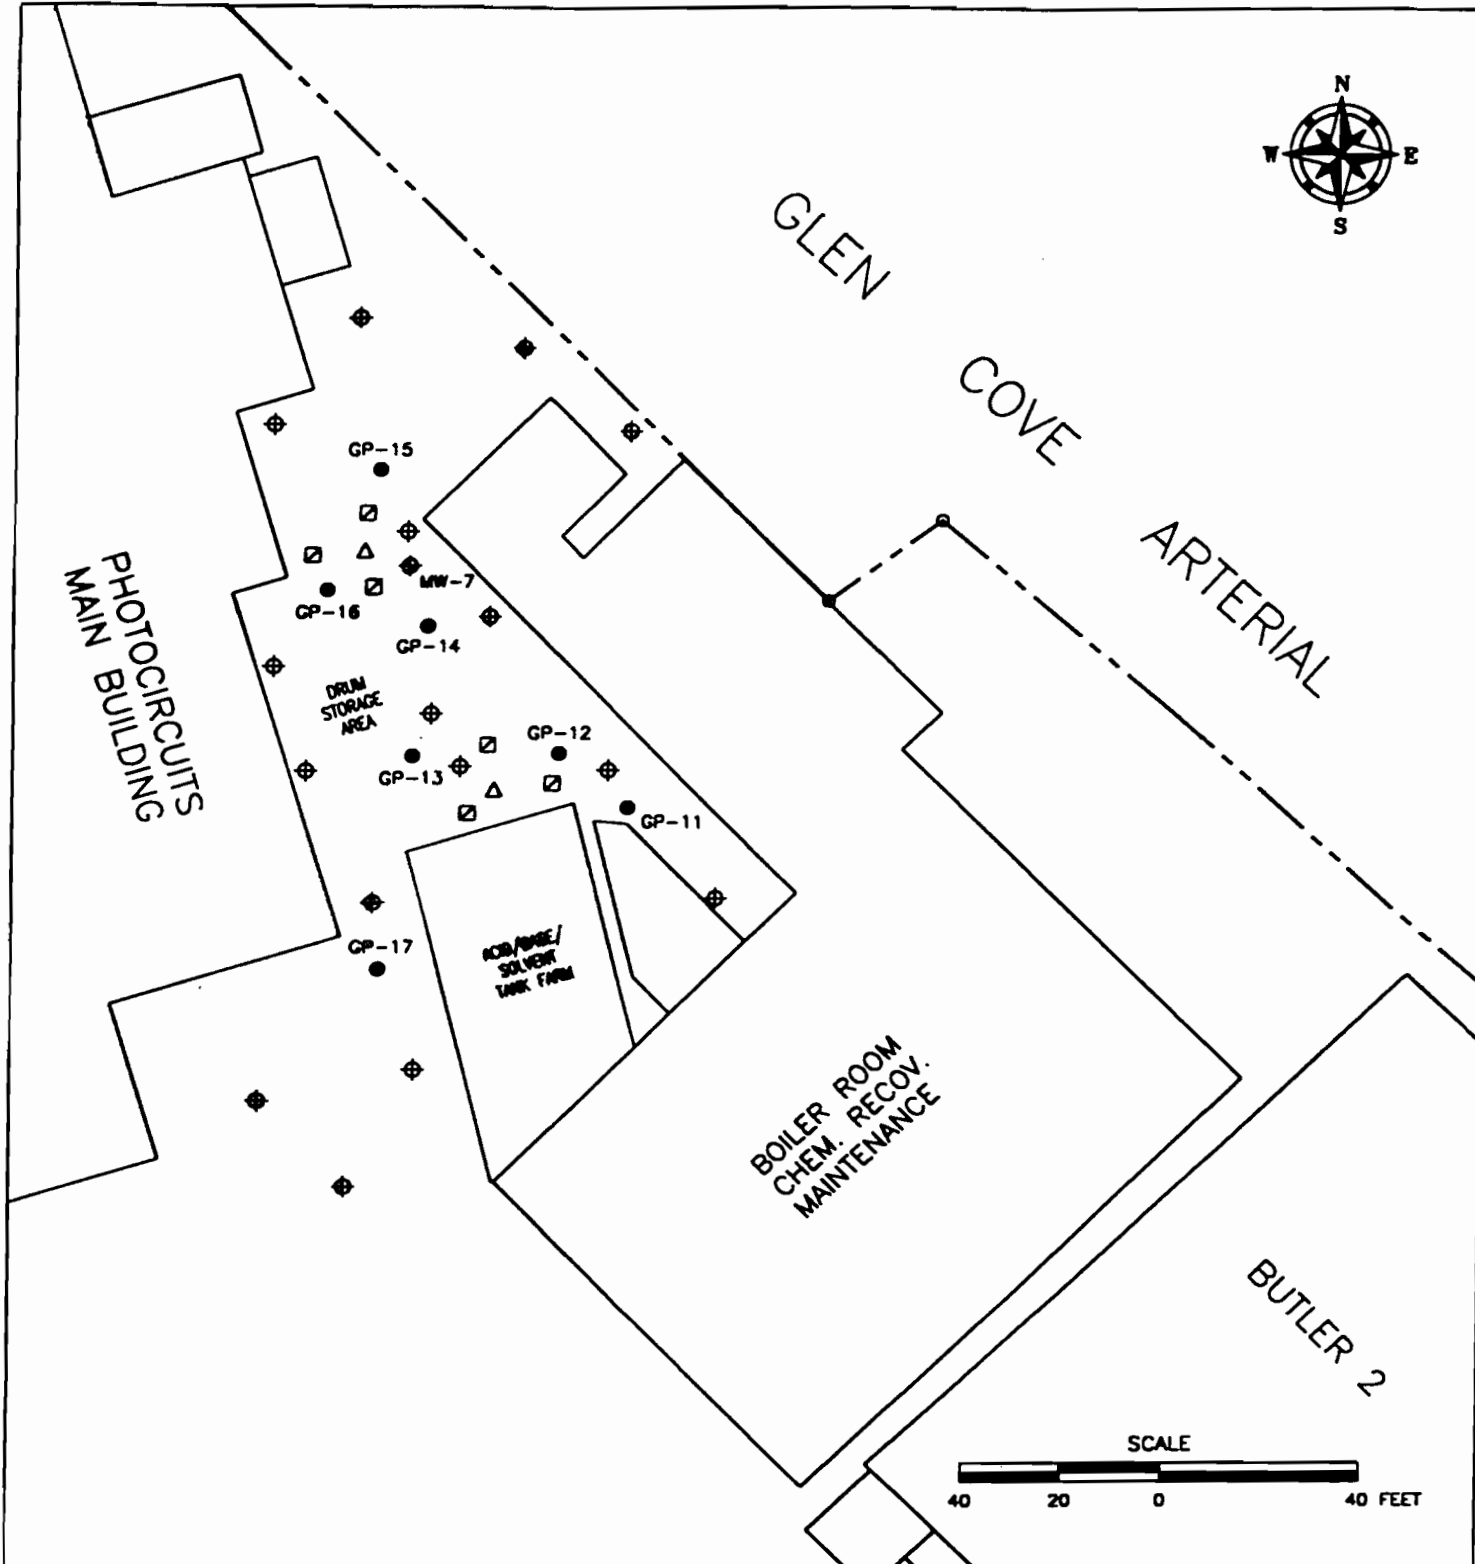 N
W E
S
GLEN
COVE
ARTERIAL
GP-15
MW-7
GP-16
GP-14
PHOTOCIRCUITS
MAIN BUILDING
DRUM
STORAGE
AREA
GP-12
GP-13
GP-11
GP-17
ACID/BASE/
SOLVENT
TANK FARM
BOILER ROOM
CHEM. RECOV.
MAINTENANCE
BUTLER 2
SCALE
40 20 0 40 FEET